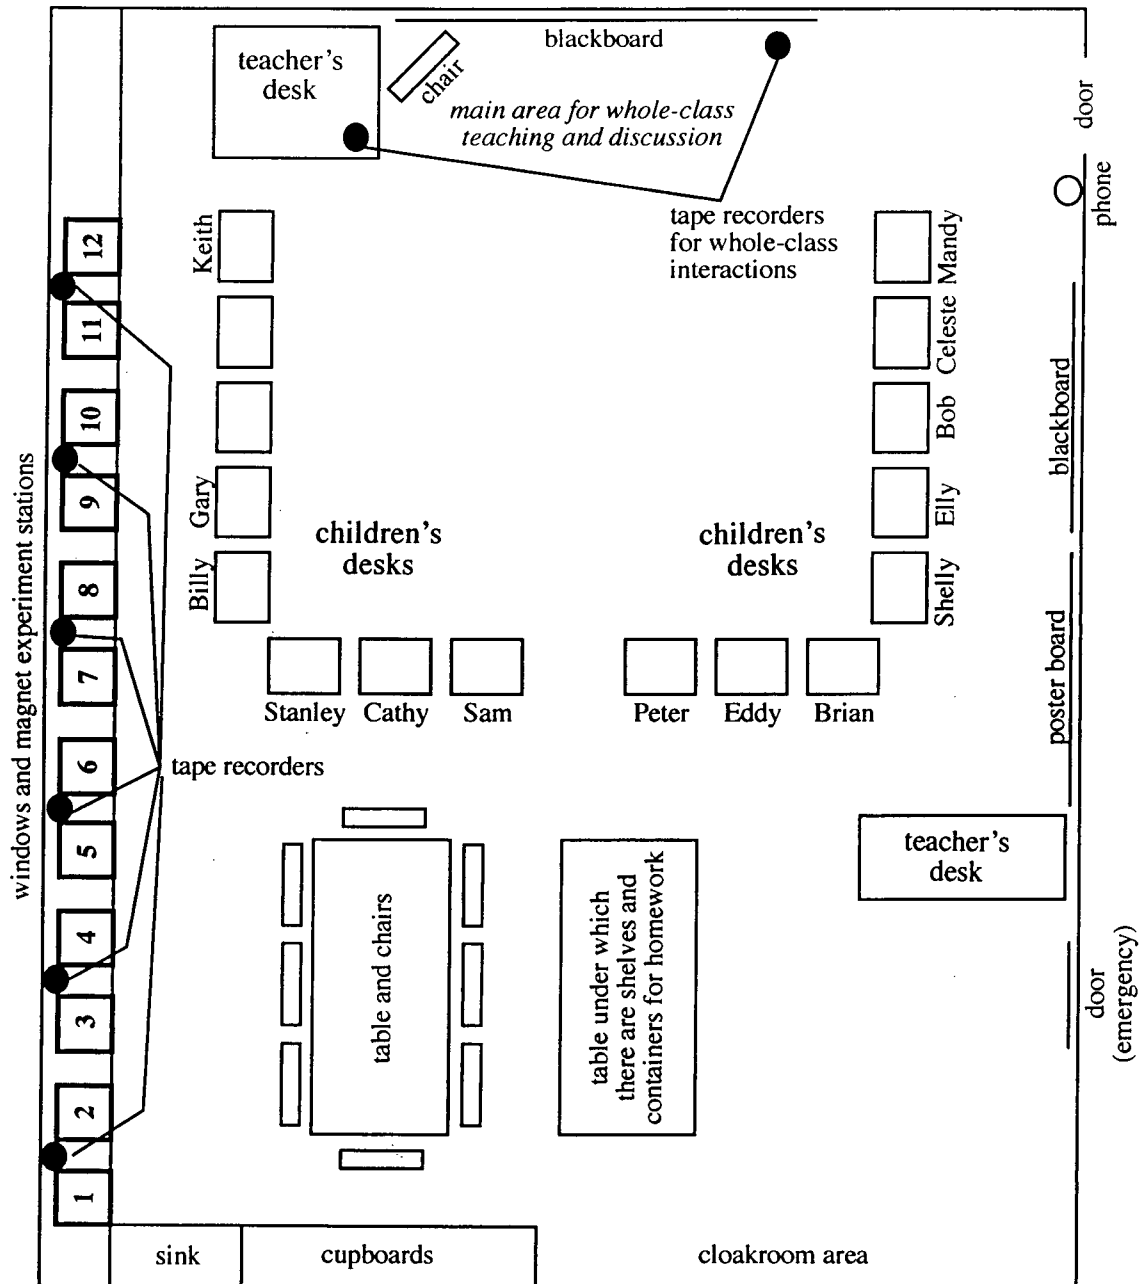 blackboard
teacher's
desk
chair
main area for whole-class
teaching and discussion
door
phone
tape recorders
for whole-class
interactions
Keith
Mandy
12
11
Celeste
10
Bob
blackboard
9
Gary
Elly
children's
desks
children's
desks
8
Billy
Shelly
windows and magnet experiment stations
7
Stanley
Cathy
Sam
Peter
Eddy
Brian
poster board
6
tape recorders
5
teacher's
desk
4
table and chairs
table under which
there are shelves and
containers for homework
door
(emergency)
3
2
1
sink
cupboards
cloakroom area